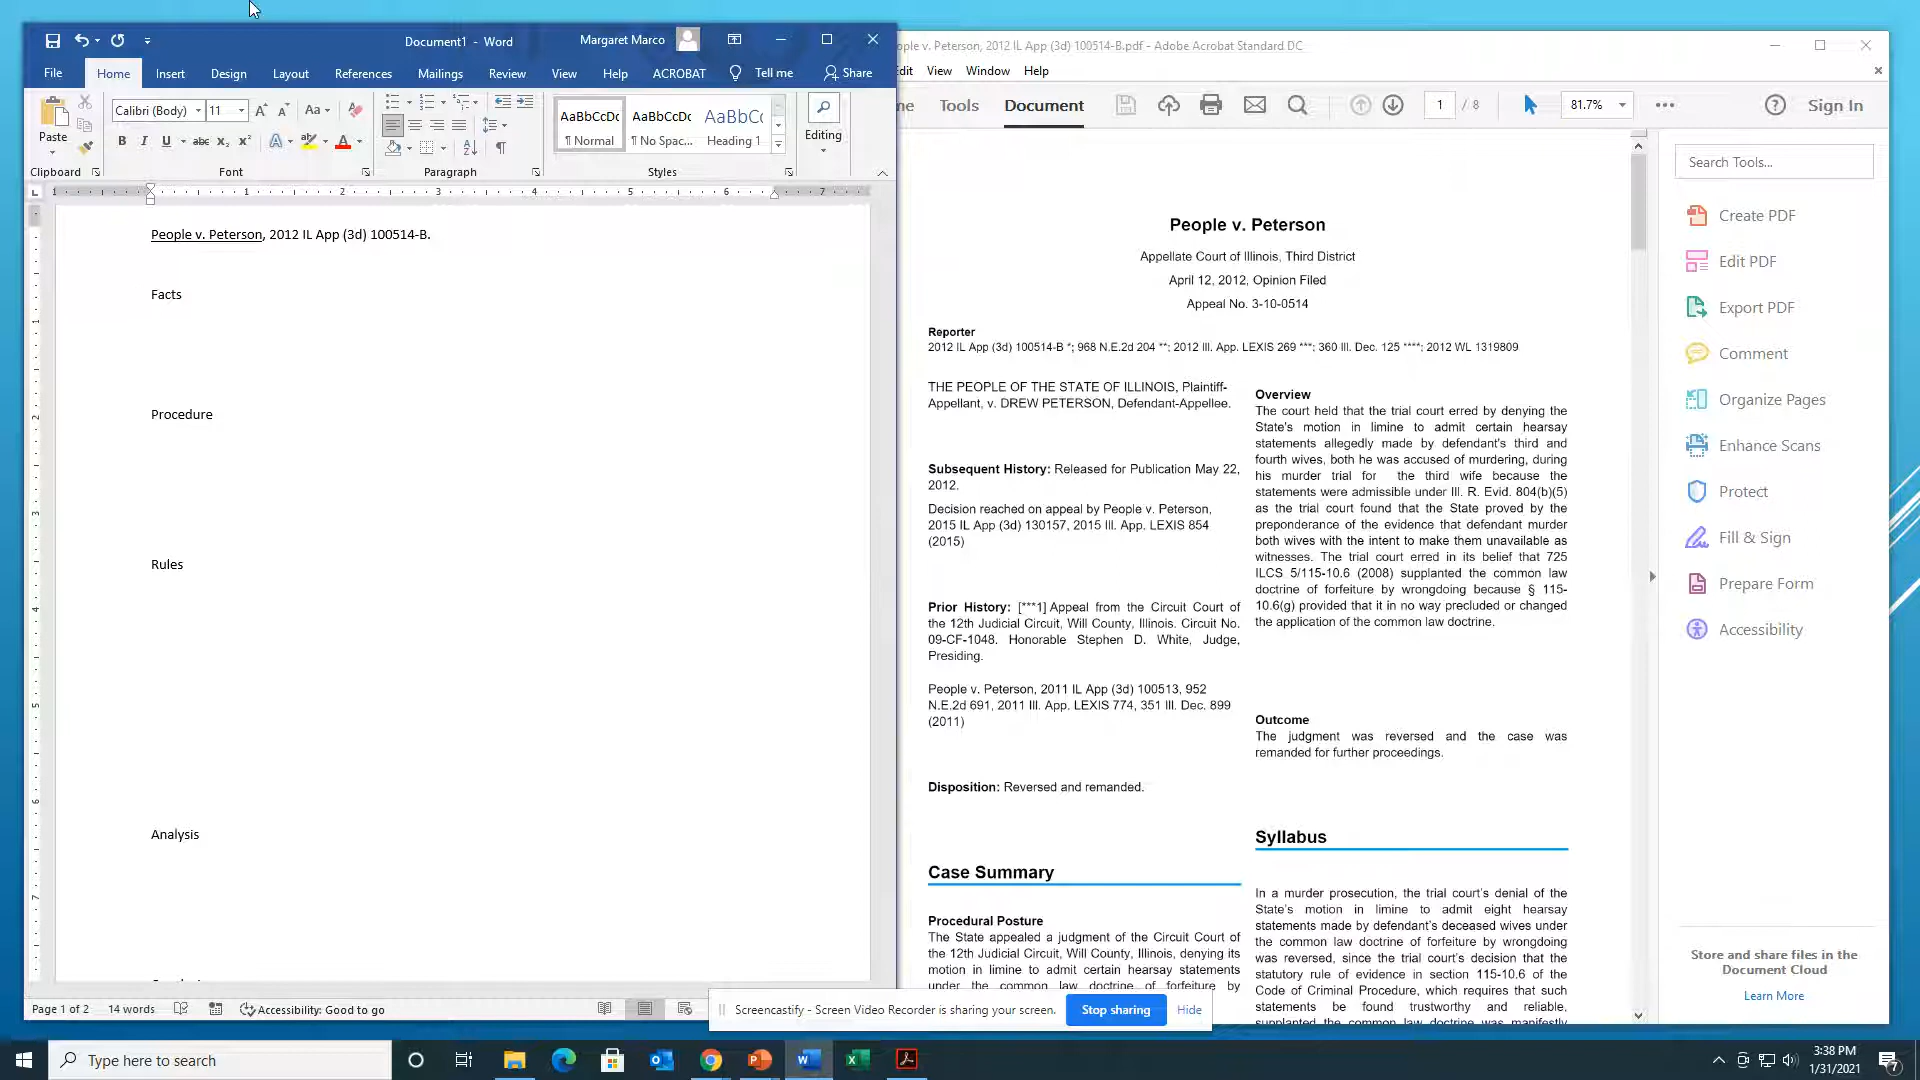 Document1 - Word
Margaret Marco
File
Home
Insert
Design
Layout
References
Mailings
Review
View
Help
ACROBAT
Tell me
Share
Paste
Calibri (Body)
11
Aa
B I U abc x₂ x²
A
A
AaBbCcDc
¶ Normal
AaBbCcDc
¶ No Spac...
AaBbCc
Heading 1
Editing
Clipboard
Font
Paragraph
Styles
1 1 2 3 4 5 6 7
People v. Peterson, 2012 IL App (3d) 100514-B.
Facts
Procedure
Rules
Analysis
1
2
3
4
5
6
7
Page 1 of 2
14 words
Accessibility: Good to go
ople v. Peterson, 2012 IL App (3d) 100514-B.pdf - Adobe Acrobat Standard DC
Edit
View
Window
Help
me
Tools
Document
1 / 8
81.7%
Sign In
People v. Peterson
Appellate Court of Illinois, Third District
April 12, 2012, Opinion Filed
Appeal No. 3-10-0514
Reporter
2012 IL App (3d) 100514-B *; 968 N.E.2d 204 **; 2012 Ill. App. LEXIS 269 ***; 360 Ill. Dec. 125 ****; 2012 WL 1319809
THE PEOPLE OF THE STATE OF ILLINOIS, Plaintiff-
Appellant, v. DREW PETERSON, Defendant-Appellee.
Subsequent History: Released for Publication May 22,
2012.
Decision reached on appeal by People v. Peterson,
2015 IL App (3d) 130157, 2015 Ill. App. LEXIS 854
(2015)
Prior History: [***1] Appeal from the Circuit Court of
the 12th Judicial Circuit, Will County, Illinois. Circuit No.
09-CF-1048. Honorable Stephen D. White, Judge,
Presiding.
People v. Peterson, 2011 IL App (3d) 100513, 952
N.E.2d 691, 2011 Ill. App. LEXIS 774, 351 Ill. Dec. 899
(2011)
Disposition: Reversed and remanded.
Case Summary
Procedural Posture
The State appealed a judgment of the Circuit Court of
the 12th Judicial Circuit, Will County, Illinois, denying its
motion in limine to admit certain hearsay statements
under the common law doctrine of forfeiture by
Overview
The court held that the trial court erred by denying the
State's motion in limine to admit certain hearsay
statements allegedly made by defendant's third and
fourth wives, both he was accused of murdering, during
his murder trial for the third wife because the
statements were admissible under Ill. R. Evid. 804(b)(5)
as the trial court found that the State proved by the
preponderance of the evidence that defendant murder
both wives with the intent to make them unavailable as
witnesses. The trial court erred in its belief that 725
ILCS 5/115-10.6 (2008) supplanted the common law
doctrine of forfeiture by wrongdoing because § 115-
10.6(g) provided that it in no way precluded or changed
the application of the common law doctrine.
Outcome
The judgment was reversed and the case was
remanded for further proceedings.
Syllabus
In a murder prosecution, the trial court's denial of the
State's motion in limine to admit eight hearsay
statements made by defendant's deceased wives under
the common law doctrine of forfeiture by wrongdoing
was reversed, since the trial court's decision that the
statutory rule of evidence in section 115-10.6 of the
Code of Criminal Procedure, which requires that such
statements be found trustworthy and reliable,
supplanted the common law doctrine was manifestly
Search Tools...
Create PDF
Edit PDF
Export PDF
Comment
Organize Pages
Enhance Scans
Protect
Fill & Sign
Prepare Form
Accessibility
Store and share files in the
Document Cloud
Learn More
Screencastify - Screen Video Recorder is sharing your screen.
Stop sharing
Hide
Type here to search
3:38 PM
1/31/2021
7